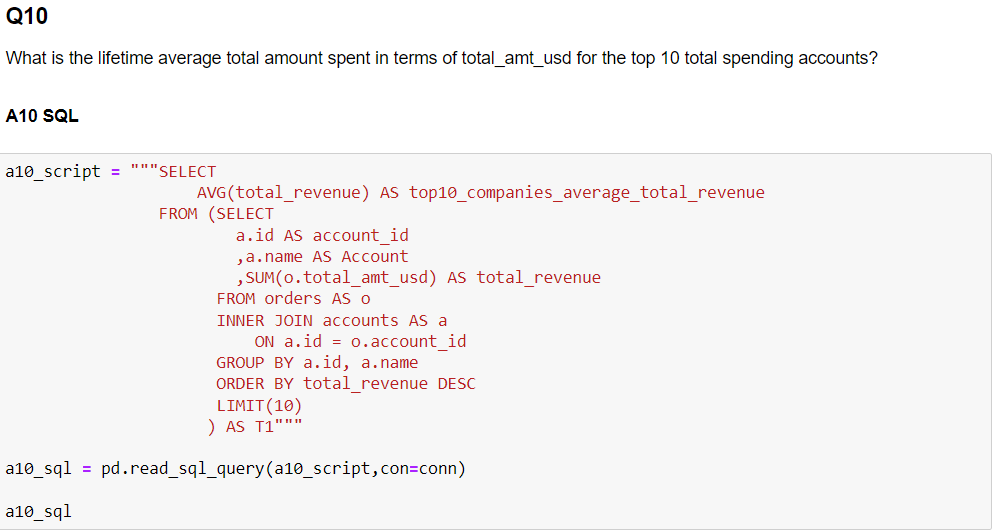 Q10
What is the lifetime average total amount spent in terms of total_amt_usd for the top 10 total spending accounts?
A10 SQL
a10_script = """SELECT
AVG(total_revenue) AS top10_companies_average_total_revenue
FROM (SELECT
a.id AS account_id
,a.name AS Account
,SUM(o.total_amt_usd) AS total_revenue
FROM orders AS o
INNER JOIN accounts AS a
ON a.id = o.account_id
GROUP BY a.id, a.name
ORDER BY total_revenue DESC
LIMIT(10)
) AS T1"""
a10_sql = pd.read_sql_query(a10_script,con=conn)
a10_sql